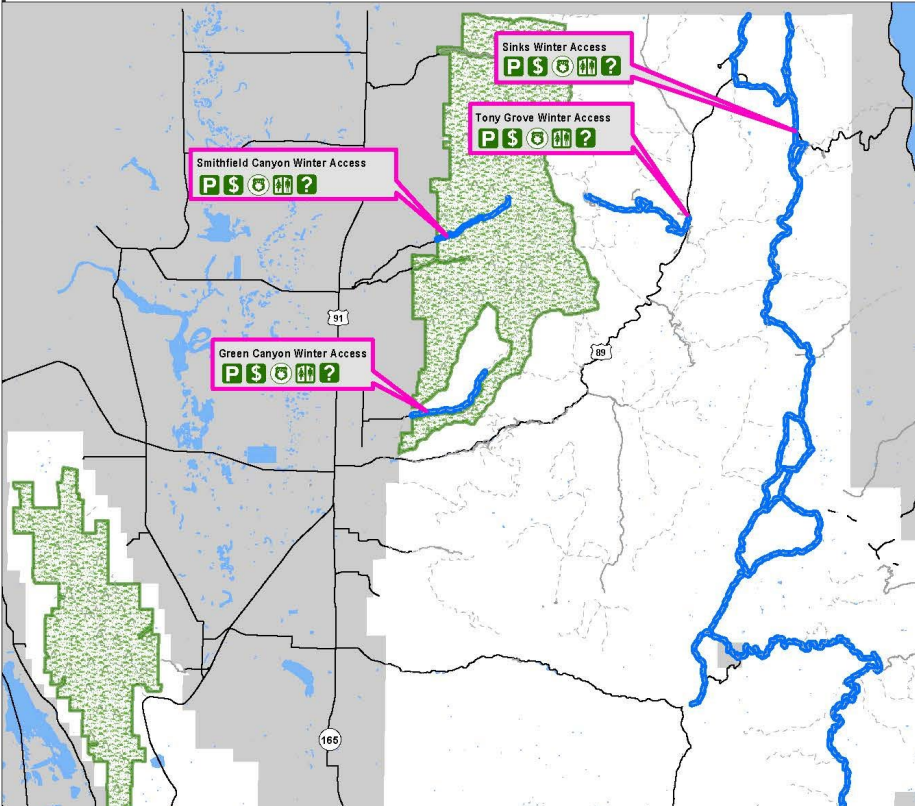 Sinks Winter Access
P $ ?
Tony Grove Winter Access
P $ ?
Smithfield Canyon Winter Access
P $ ?
91
89
Green Canyon Winter Access
P $ ?
165